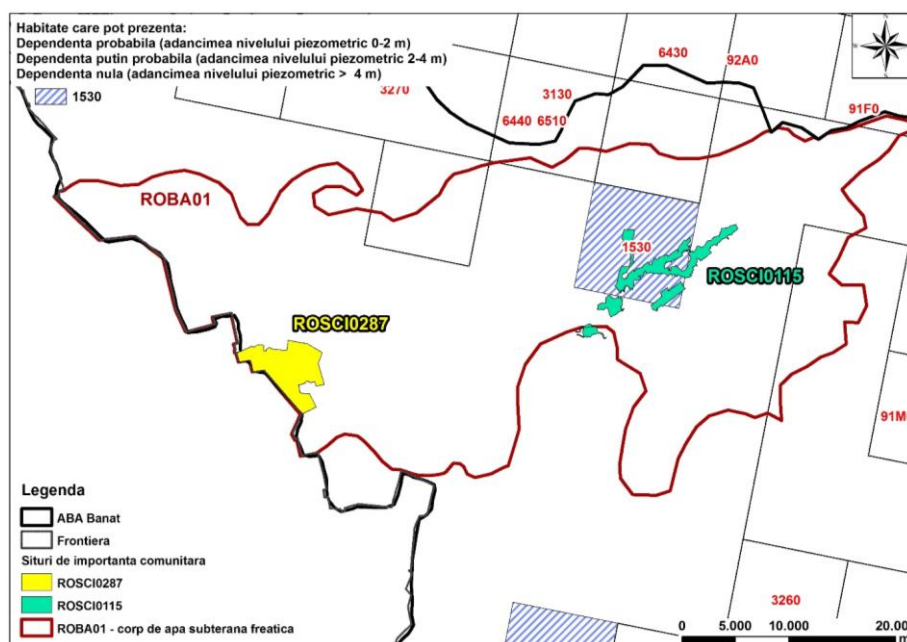 Habitate care pot prezenta:
Dependenta probabila (adancimea nivelului piezometric 0-2 m)
Dependenta putin probabila (adancimea nivelului piezometric 2-4 m)
Dependenta nula (adancimea nivelului piezometric > 4 m)
1530
3270
6430
92A0
3130
6440 6510
91F0
ROBA01
1530
ROSCI0115
ROSCI0287
91M
Legenda
ABA Banat
Frontiera
Situri de importanta comunitara
ROSCI0287
ROSCI0115
ROBA01 - corp de apa subterana freatica
3260
0 5.000 10.000 20.00
m